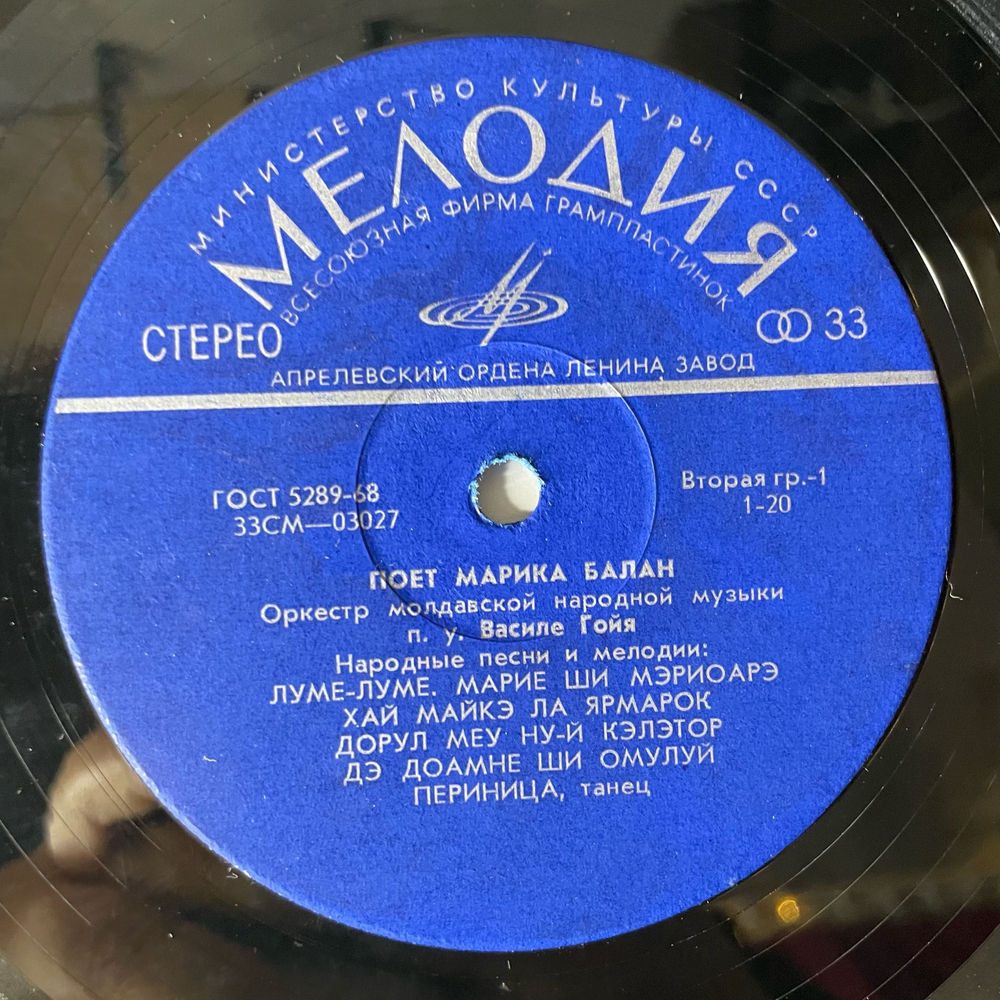 МИНИСТЕРСТВО КУЛЬТУРЫ СССР
МЕЛОДИЯ
ВСЕСОЮЗНАЯ ФИРМА ГРАМПЛАСТИНОК
СТЕРЕО
33
АПРЕЛЕВСКИЙ ОРДЕНА ЛЕНИНА ЗАВОД
ГОСТ 5289-68
33СМ—03027
Вторая гр.-1
1-20
ПОЕТ МАРИКА БАЛАН
Оркестр молдавской народной музыки
п. у. Василе Гойя
Народные песни и мелодии:
ЛУМЕ-ЛУМЕ. МАРИЕ ШИ МЭРИОАРЭ
ХАЙ МАЙКЭ ЛА ЯРМАРОК
ДОРУЛ МЕУ НУ-Й КЭЛЭТОР
ДЭ ДОАМНЕ ШИ ОМУЛУЙ
ПЕРИНИЦА, танец